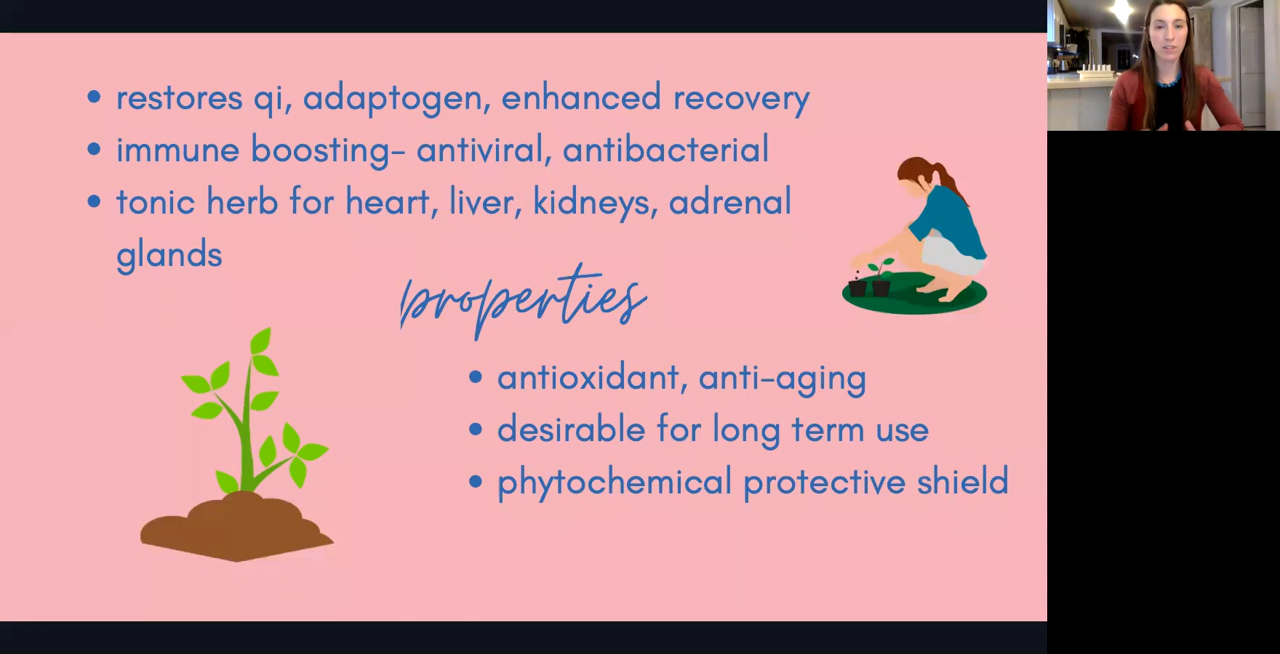 restores qi, adaptogen, enhanced recovery
immune boosting- antiviral, antibacterial
tonic herb for heart, liver, kidneys, adrenal
glands
properties
antioxidant, anti-aging
desirable for long term use
phytochemical protective shield